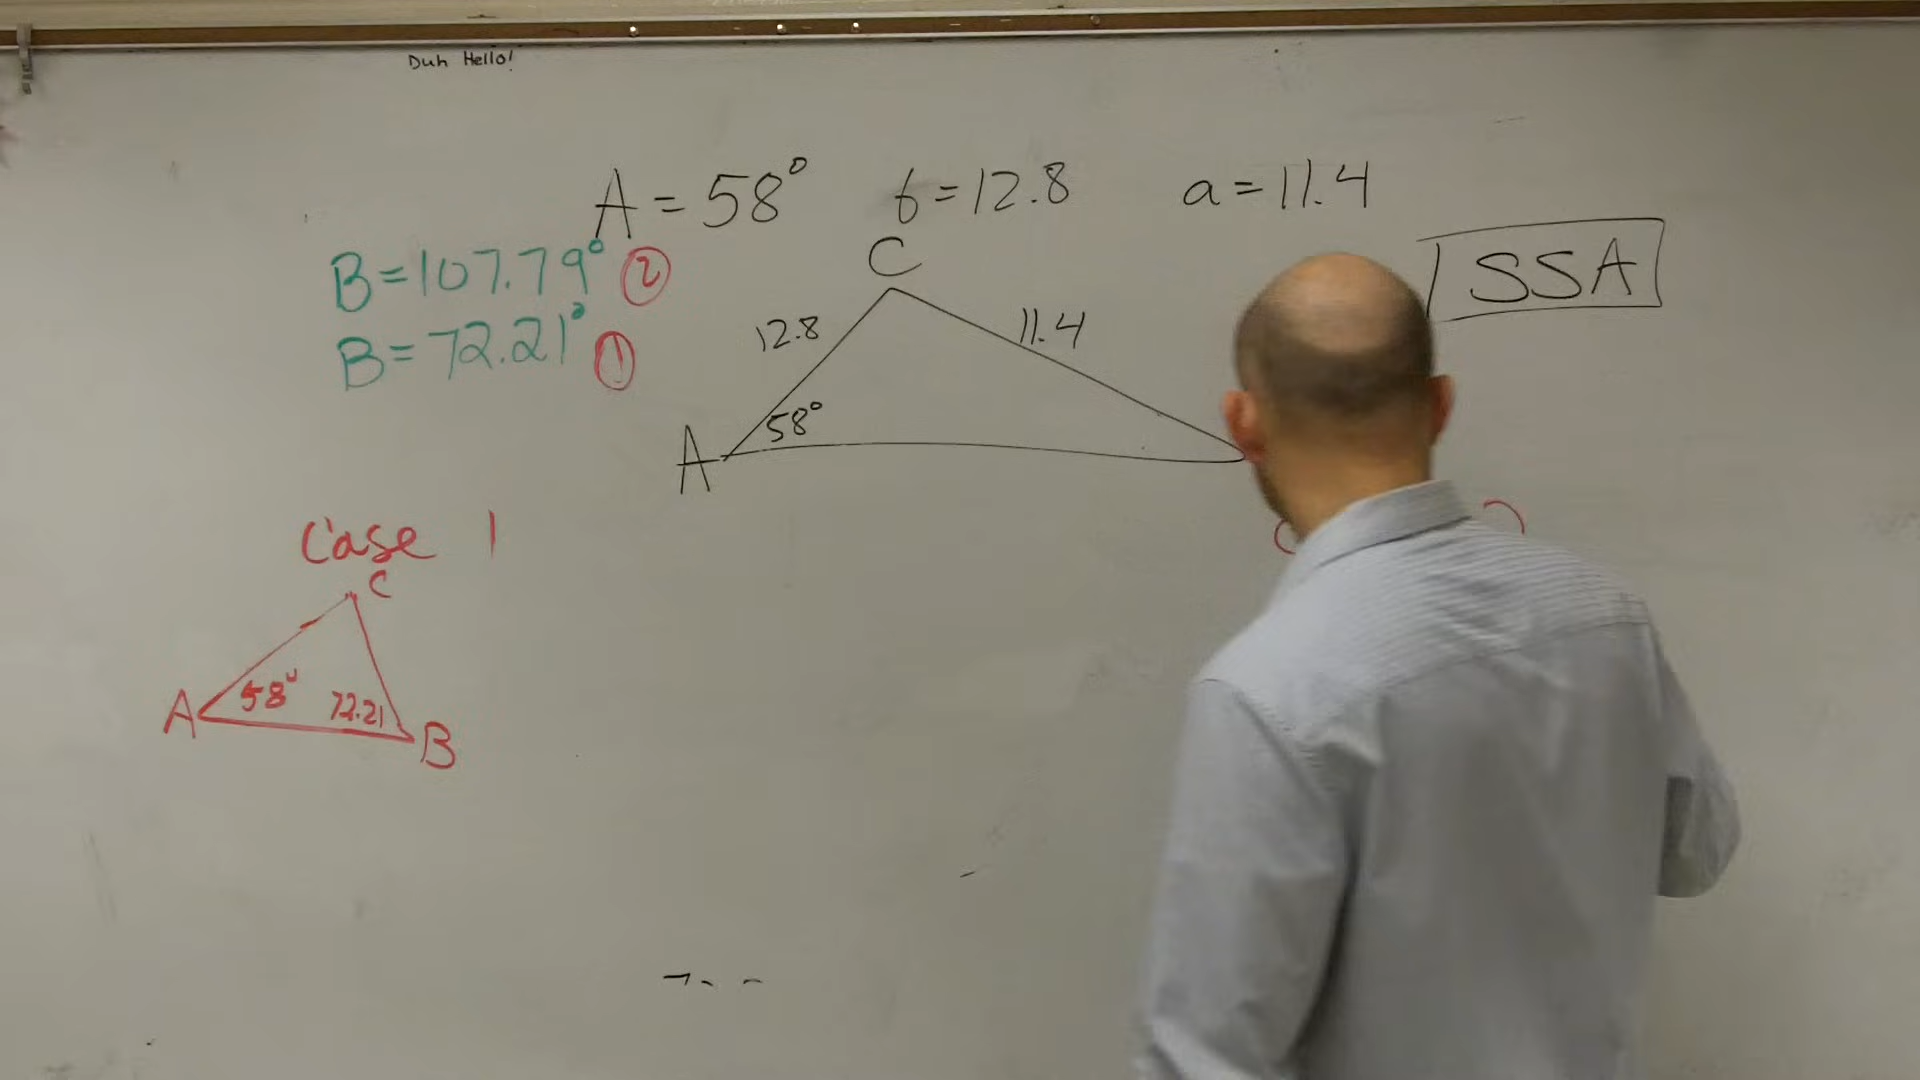 Duh Hello!
A = 58° b = 12.8 a = 11.4
B = 107.79° ②
B = 72.21° ①
SSA
C
12.8 11.4
58°
A
Case 1
C
58° 72.21
A B